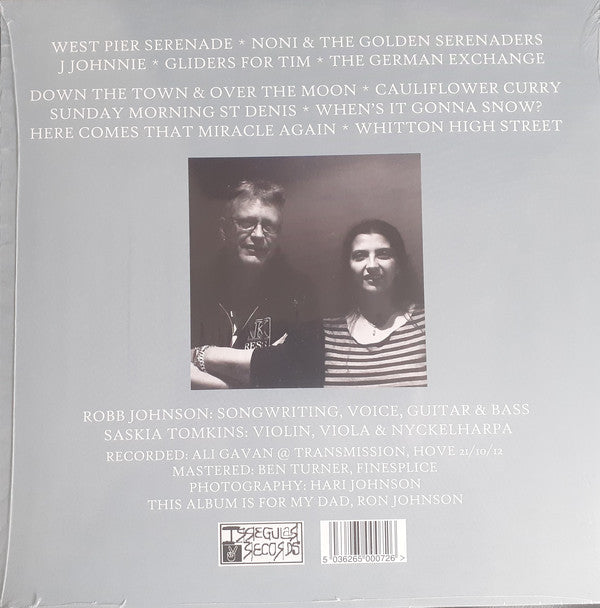 WEST PIER SERENADE * NONI & THE GOLDEN SERENADERS
J JOHNNIE * GLIDERS FOR TIM * THE GERMAN EXCHANGE
DOWN THE TOWN & OVER THE MOON * CAULIFLOWER CURRY
SUNDAY MORNING ST DENIS * WHEN'S IT GONNA SNOW?
HERE COMES THAT MIRACLE AGAIN * WHITTON HIGH STREET
ROBB JOHNSON: SONGWRITING, VOICE, GUITAR & BASS
SASKIA TOMKINS: VIOLIN, VIOLA & NYCKELHARPA
RECORDED: ALI GAVAN @ TRANSMISSION, HOVE 21/10/12
MASTERED: BEN TURNER, FINESPLICE
PHOTOGRAPHY: HARI JOHNSON
THIS ALBUM IS FOR MY DAD, RON JOHNSON
IRREGULAR
RECORDS
5 036265 000726 >